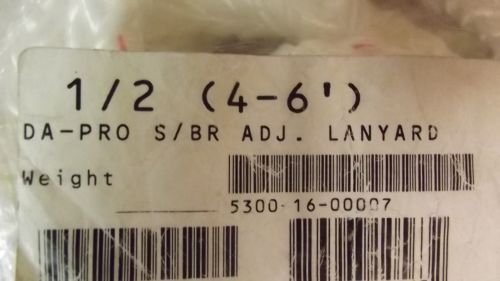 1/2 (4-6')
DA-PRO S/BR ADJ. LANYARD
Weight
5300-16-00007